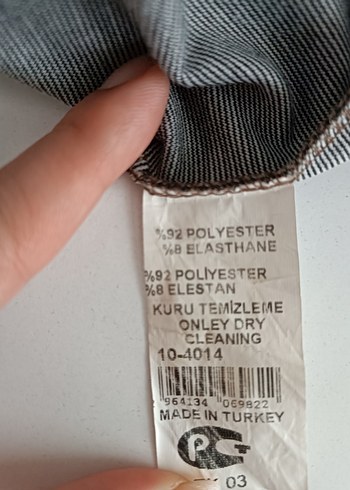 %92 POLYESTER
%8 ELASTHANE
%92 POLİYESTER
%8 ELESTAN
KURU TEMİZLEME
ONLEY DRY
CLEANING
10-4014
964134 069822
MADE IN TURKEY
03